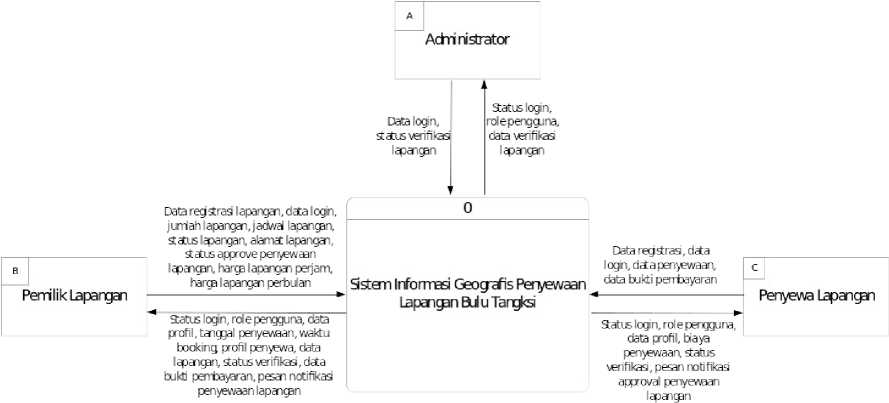 A
Administrator
Data login,
status verifikasi
lapangan
Status login,
role pengguna,
data verifikasi
lapangan
0
Sistem Informasi Geografis Penyewaan
Lapangan Bulu Tangksi
Data registrasi lapangan, data login,
jumlah lapangan, jadwal lapangan,
status lapangan, alamat lapangan,
status approve penyewaan
lapangan, harga lapangan perjam,
harga lapangan perbulan
B
Pemilik Lapangan
Status login, role pengguna, data
profil, tanggal penyewaan, waktu
booking, profil penyewa, data
lapangan, status verifikasi, data
bukti pembayaran, pesan notifikasi
penyewaan lapangan
Data registrasi, data
login, data penyewaan,
data bukti pembayaran
C
Penyewa Lapangan
Status login, role pengguna,
data profil, biaya
penyewaan, status
verifikasi, pesan notifikasi
approval penyewaan
lapangan